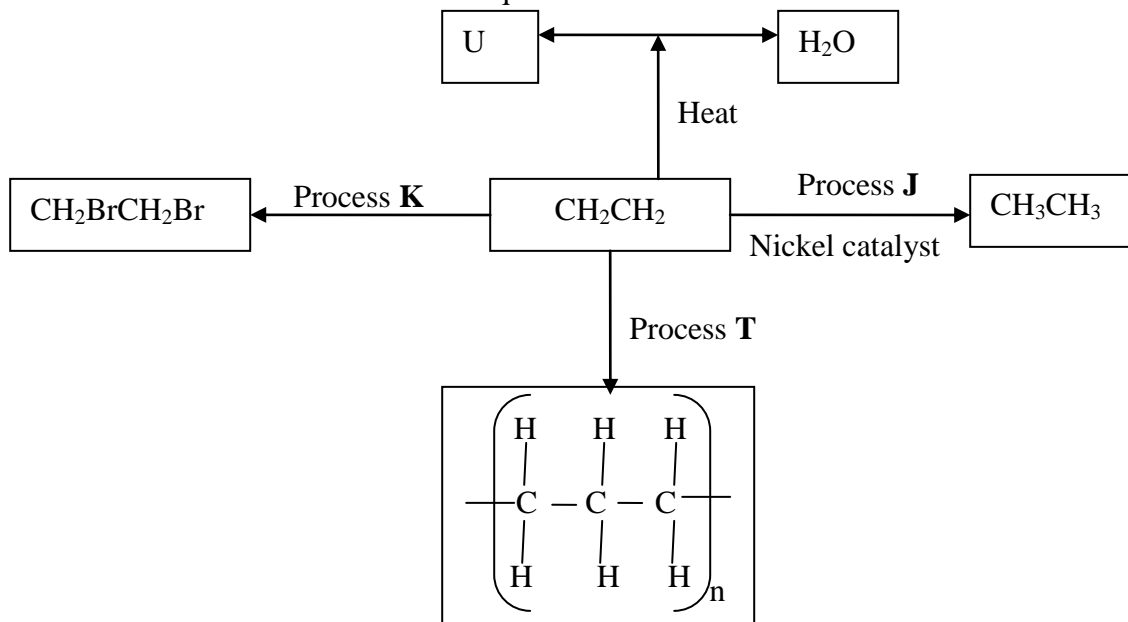 U
H₂O
Heat
CH₂BrCH₂Br
Process K
CH₂CH₂
Process J
CH₃CH₃
Nickel catalyst
Process T
H H H
C C C
H H H
n